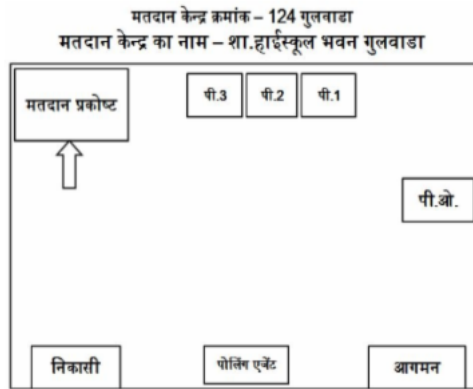 मतदान केन्द्र क्रमांक – 124 गुलवाडा
मतदान केन्द्र का नाम – शा.हाईस्कूल भवन गुलवाडा
मतदान प्रकोष्ट
पी.3 पी.2 पी.1
पी.ओ.
निकासी
पोलिंग एजेंट
आगमन